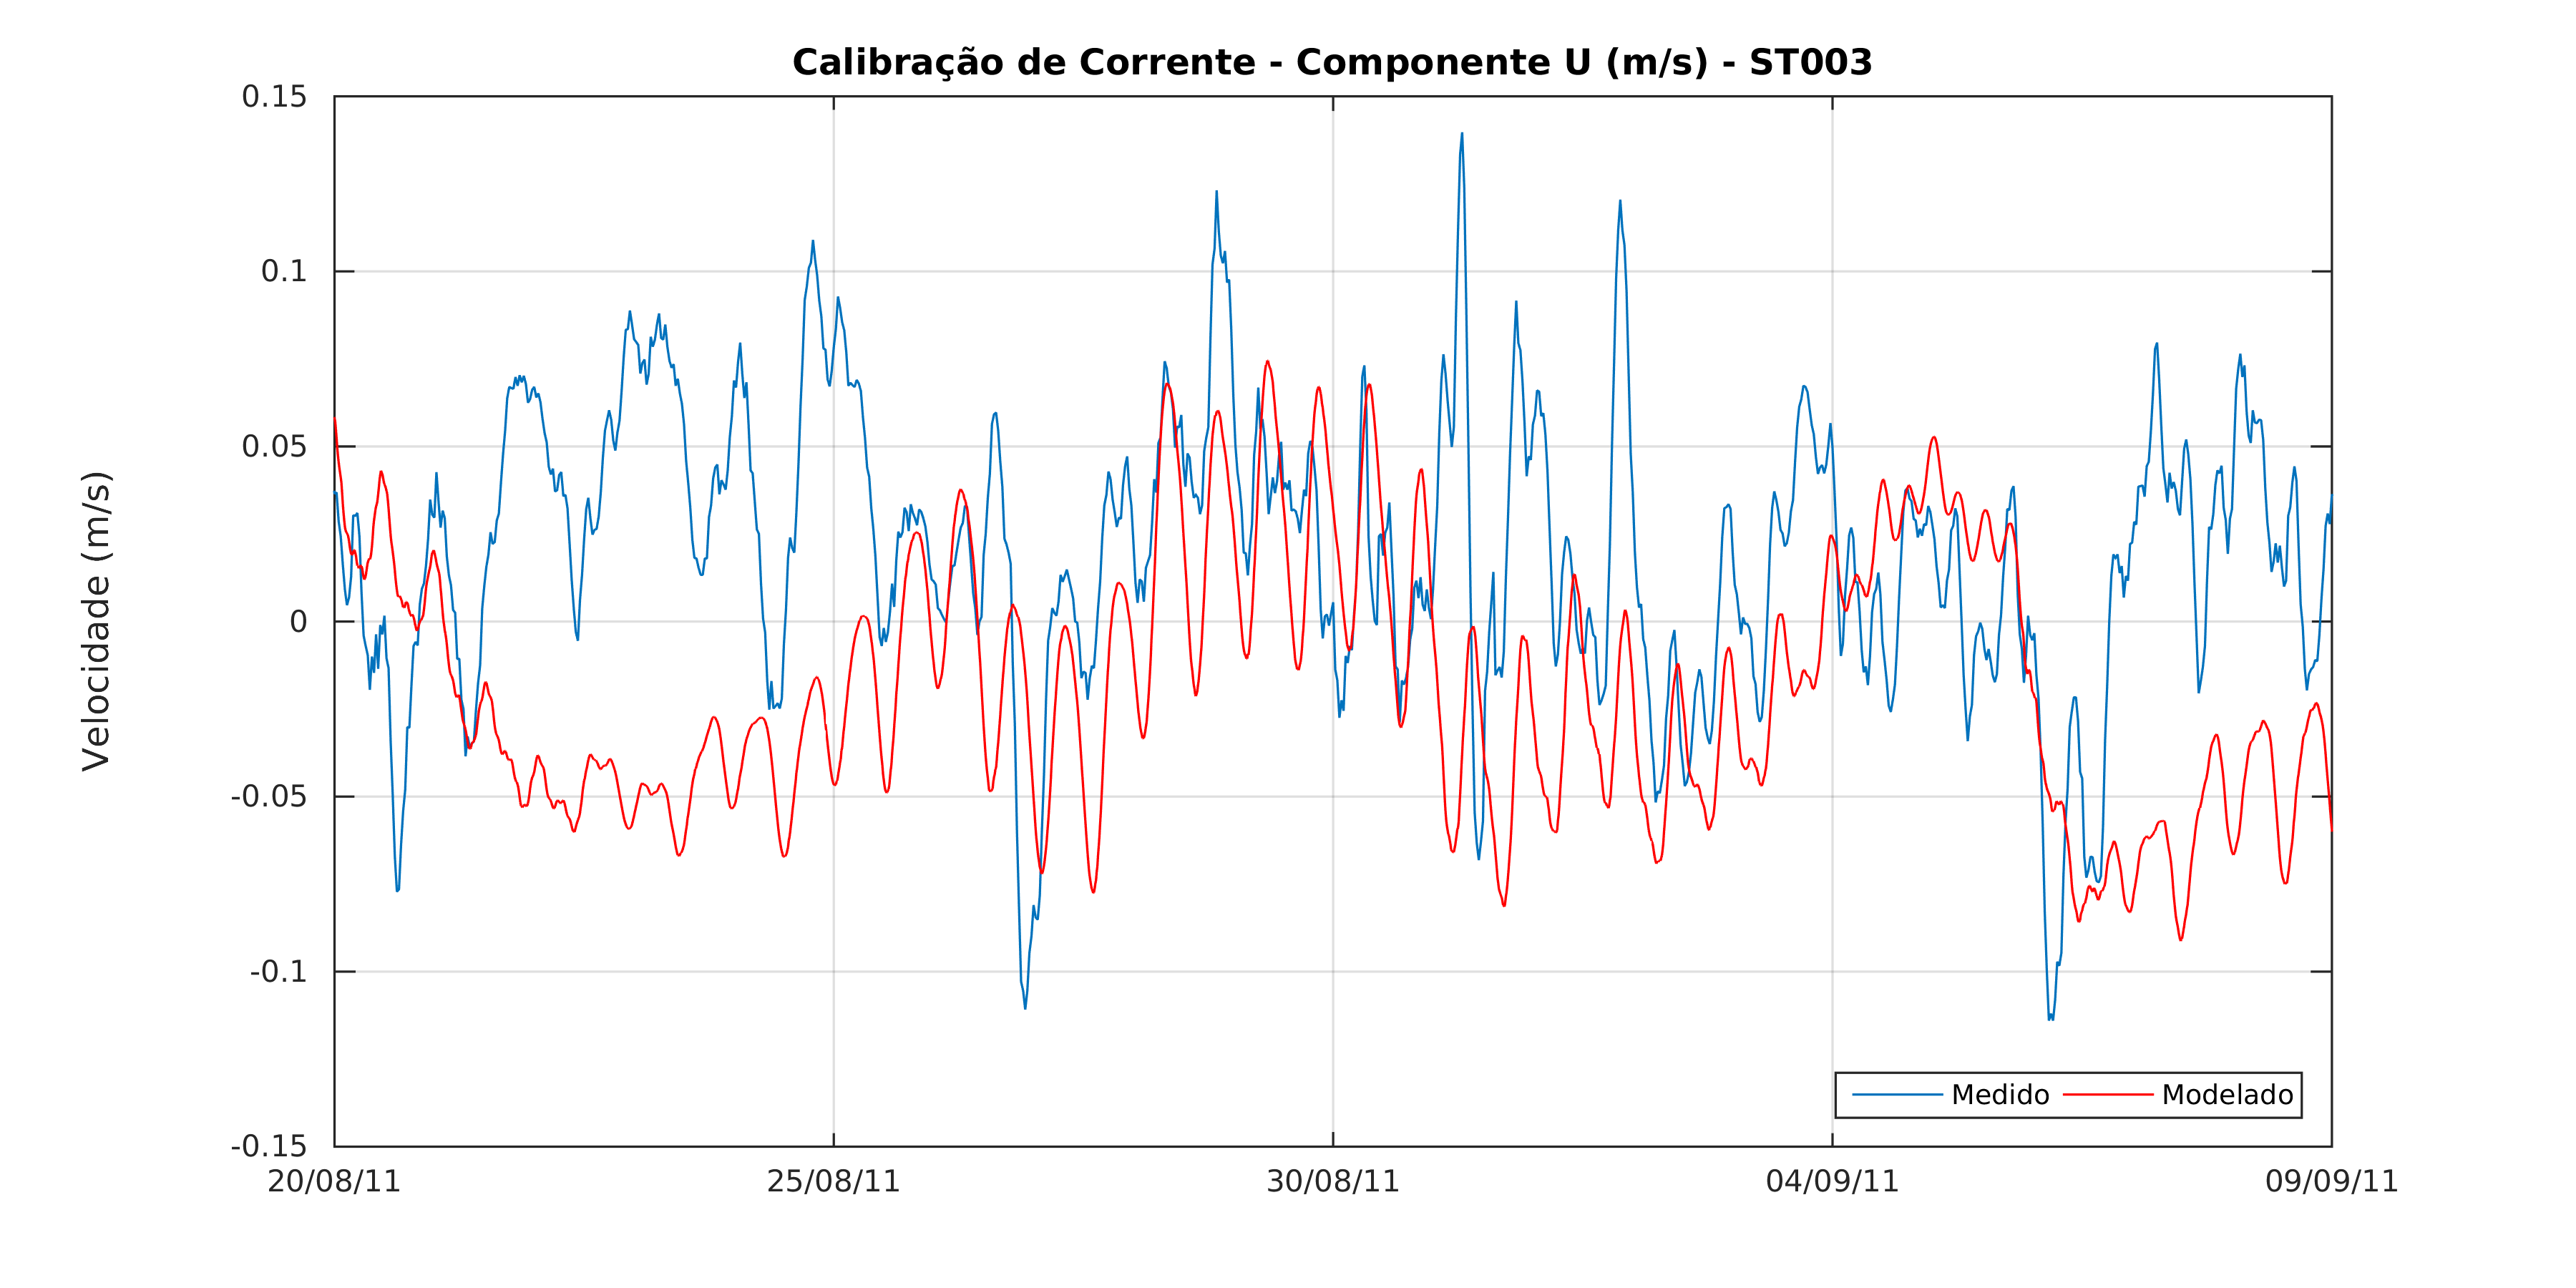 Calibração de Corrente - Componente U (m/s) - ST003
Velocidade (m/s)
0.15
0.1
0.05
0
-0.05
-0.1
-0.15
20/08/11 25/08/11 30/08/11 04/09/11 09/09/11
Medido Modelado